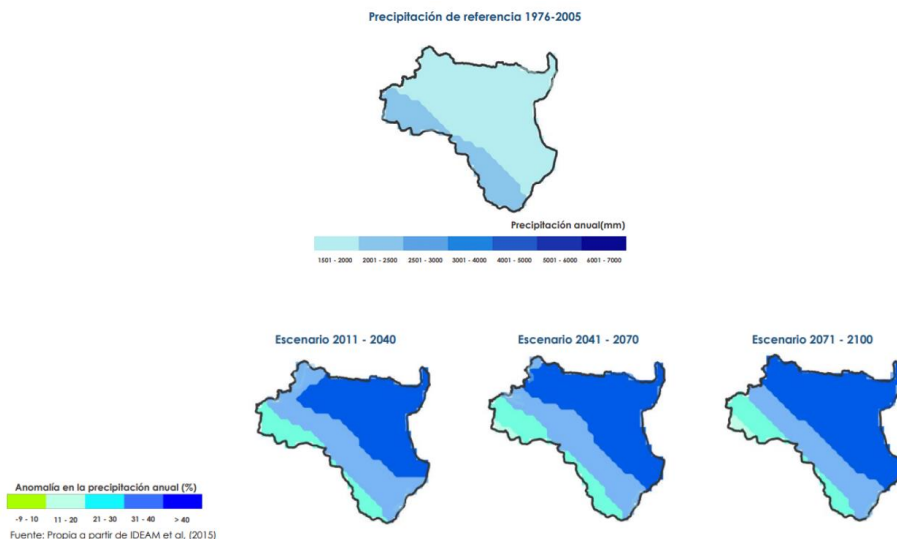 Precipitación de referencia 1976-2005
Precipitación anual(mm)
1501 - 2000 2001 - 2500 2501 - 3000 3001 - 4000 4001 - 5000 5001 - 6000 6001 - 7000
Escenario 2011 - 2040 Escenario 2041 - 2070 Escenario 2071 - 2100
Anomalía en la precipitación anual (%)
-9 - 10 11 - 20 21 - 30 31 - 40 > 40
Fuente: Propia a partir de IDEAM et al. (2015)